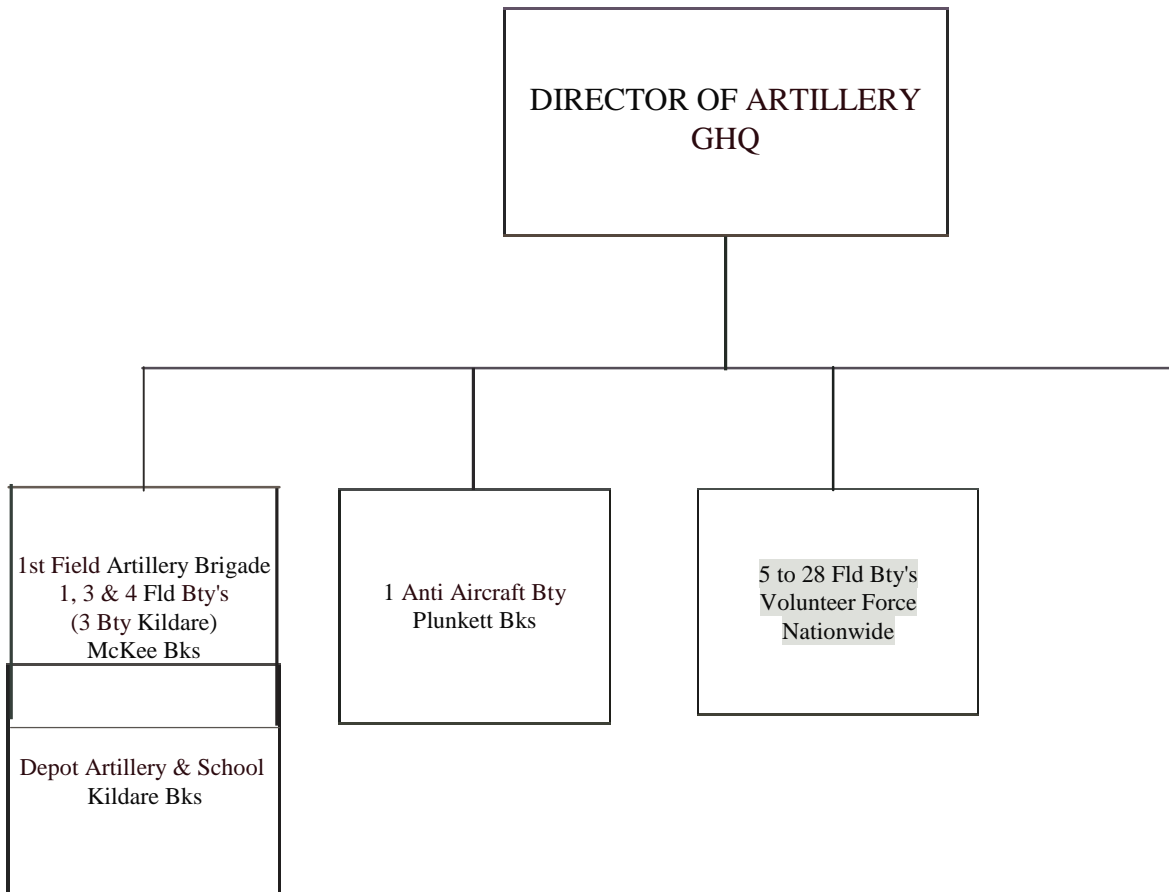 DIRECTOR OF ARTILLERY
GHQ
1st Field Artillery Brigade
1, 3 & 4 Fld Bty's
(3 Bty Kildare)
McKee Bks
1 Anti Aircraft Bty
Plunkett Bks
5 to 28 Fld Bty's
Volunteer Force
Nationwide
Depot Artillery & School
Kildare Bks